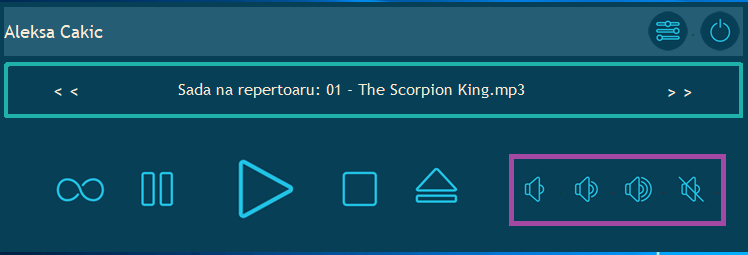 Aleksa Cakic
< < Sada na repertoaru: 01 - The Scorpion King.mp3 > >